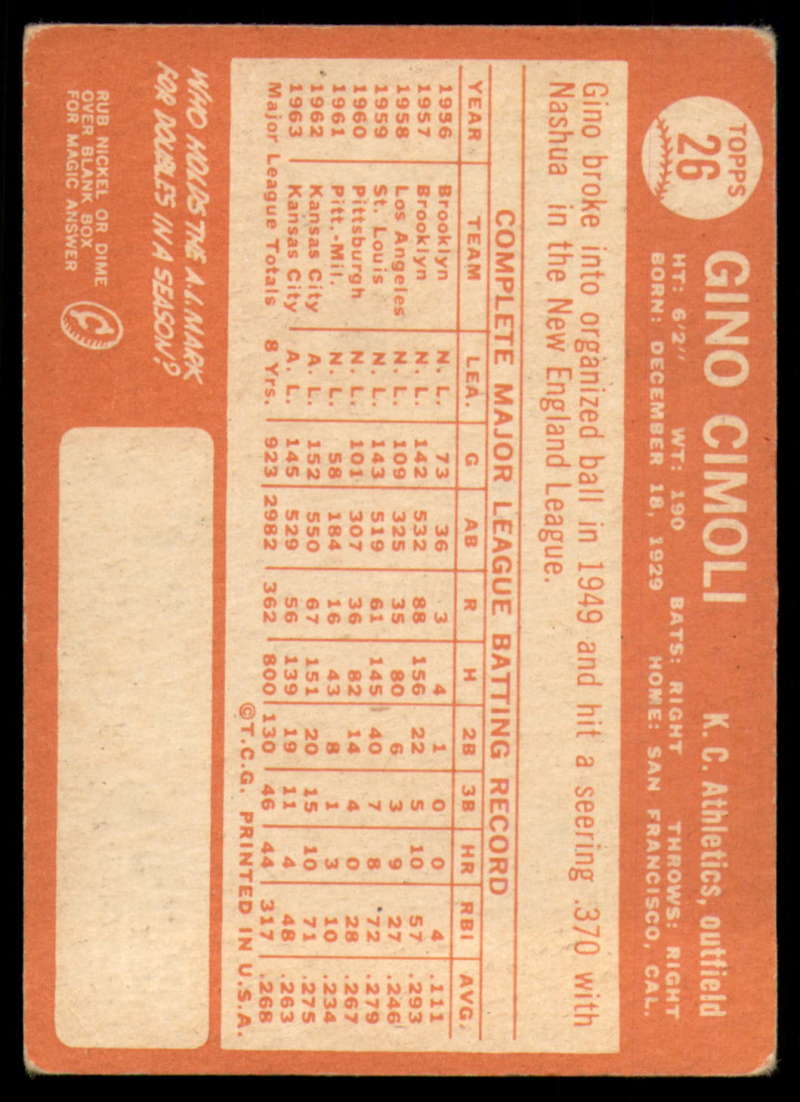 TOPPS
26
GINO CIMOLI K. C. Athletics, outfield
HT: 6'2" WT: 190 BATS: RIGHT THROWS: RIGHT
BORN: DECEMBER 18, 1929 HOME: SAN FRANCISCO, CAL.
Gino broke into organized ball in 1949 and hit a seering .370 with
Nashua in the New England League.
COMPLETE MAJOR LEAGUE BATTING RECORD
YEAR TEAM LEA. G AB R H 2B 3B HR RBI AVG.
1956 Brooklyn N. L. 73 36 3 4 1 0 0 4 .111
1957 Brooklyn N. L. 142 532 88 156 22 5 10 57 .293
1958 Los Angeles N. L. 109 325 35 80 6 3 9 27 .246
1959 St. Louis N. L. 143 519 61 145 40 7 8 72 .279
1960 Pittsburgh N. L. 101 307 36 82 14 4 0 28 .267
1961 Pitt.-Mil. N. L. 58 184 16 43 8 1 3 10 .234
1962 Kansas City A. L. 152 550 67 151 20 15 10 71 .275
1963 Kansas City A. L. 145 529 56 139 19 11 4 48 .263
Major League Totals 8 Yrs. 923 2982 362 800 130 46 44 317 .268
©T.C.G. PRINTED IN U.S.A.
WHO HOLDS THE A.L. MARK
FOR DOUBLES IN A SEASON?
RUB NICKEL OR DIME
OVER BLANK BOX
FOR MAGIC ANSWER